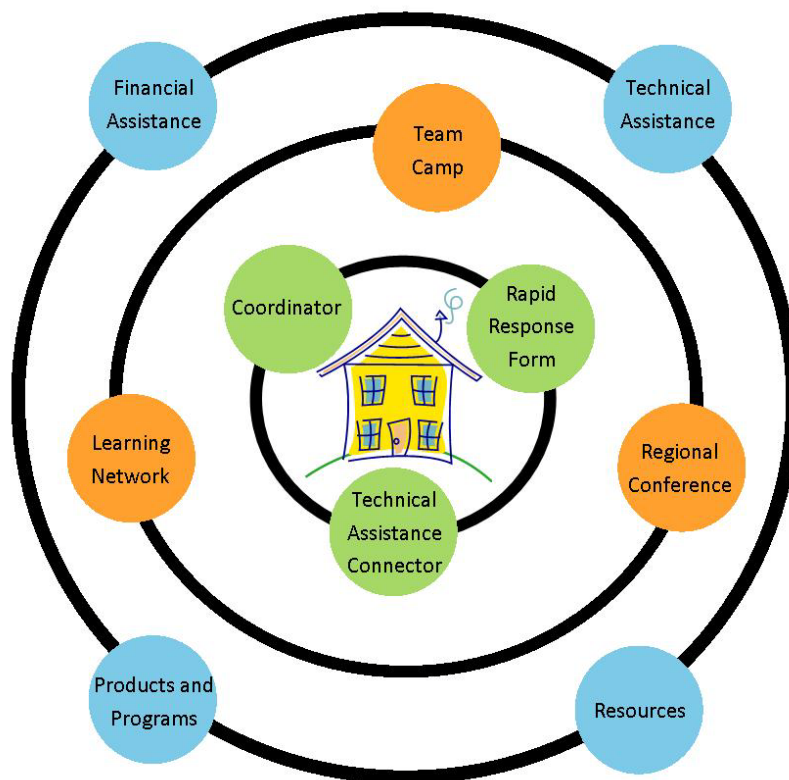 Financial
Assistance
Technical
Assistance
Team
Camp
Coordinator
Rapid
Response
Form
Learning
Network
Regional
Conference
Technical
Assistance
Connector
Products and
Programs
Resources